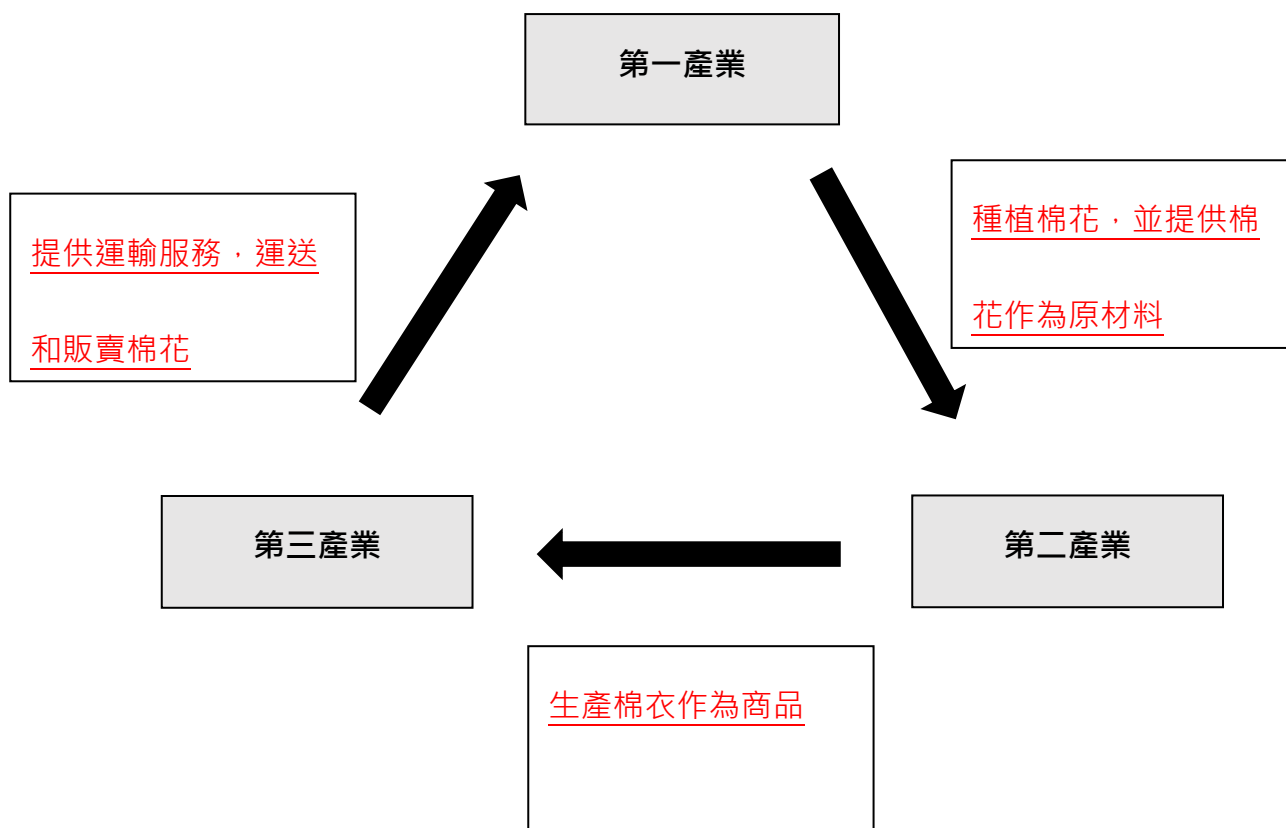 第一產業
提供運輸服務，運送
和販賣棉花
種植棉花，並提供棉
花作為原材料
第三產業
第二產業
生產棉衣作為商品